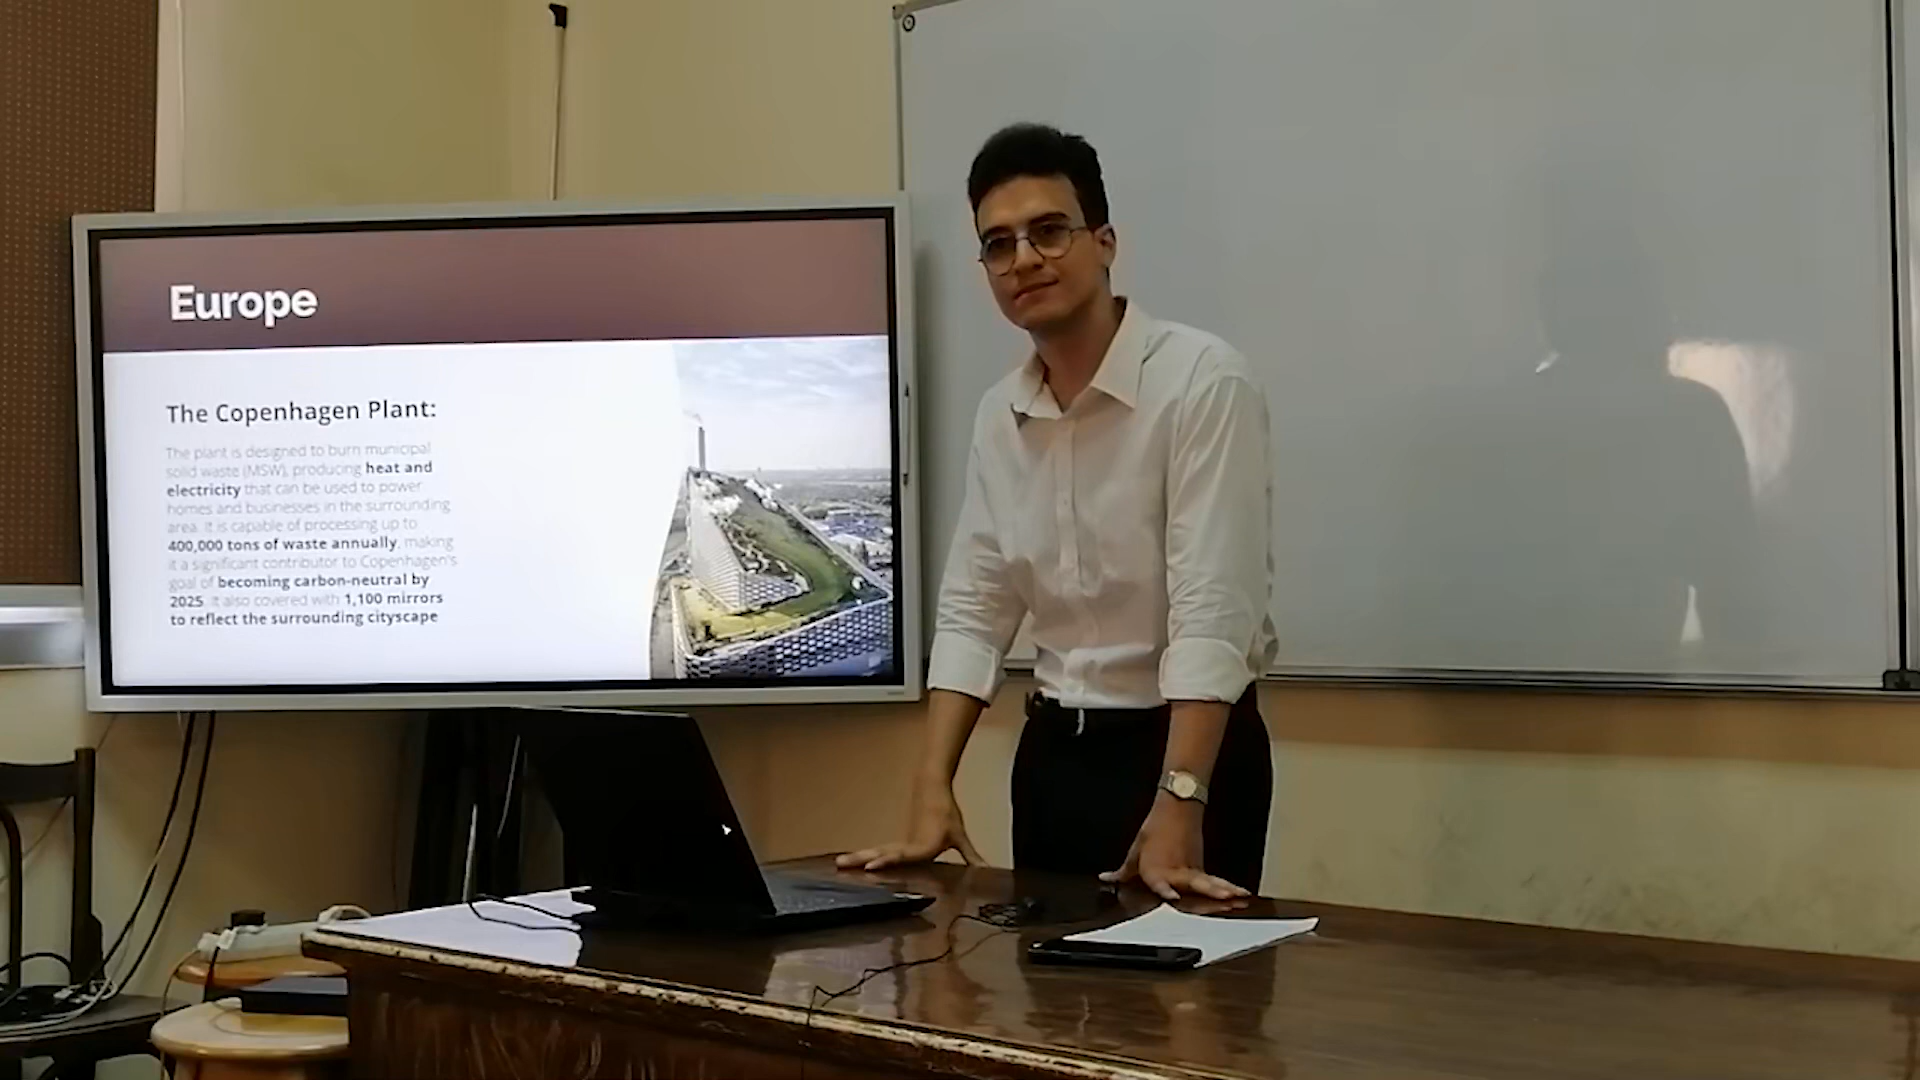 Europe
The Copenhagen Plant:
The plant is designed to burn municipal
solid waste (MSW), producing heat and
electricity that can be used to power
homes and businesses in the surrounding
area. It is capable of processing up to
400,000 tons of waste annually, making
it a significant contributor to Copenhagen's
goal of becoming carbon-neutral by
2025. It also covered with 1,100 mirrors
to reflect the surrounding cityscape